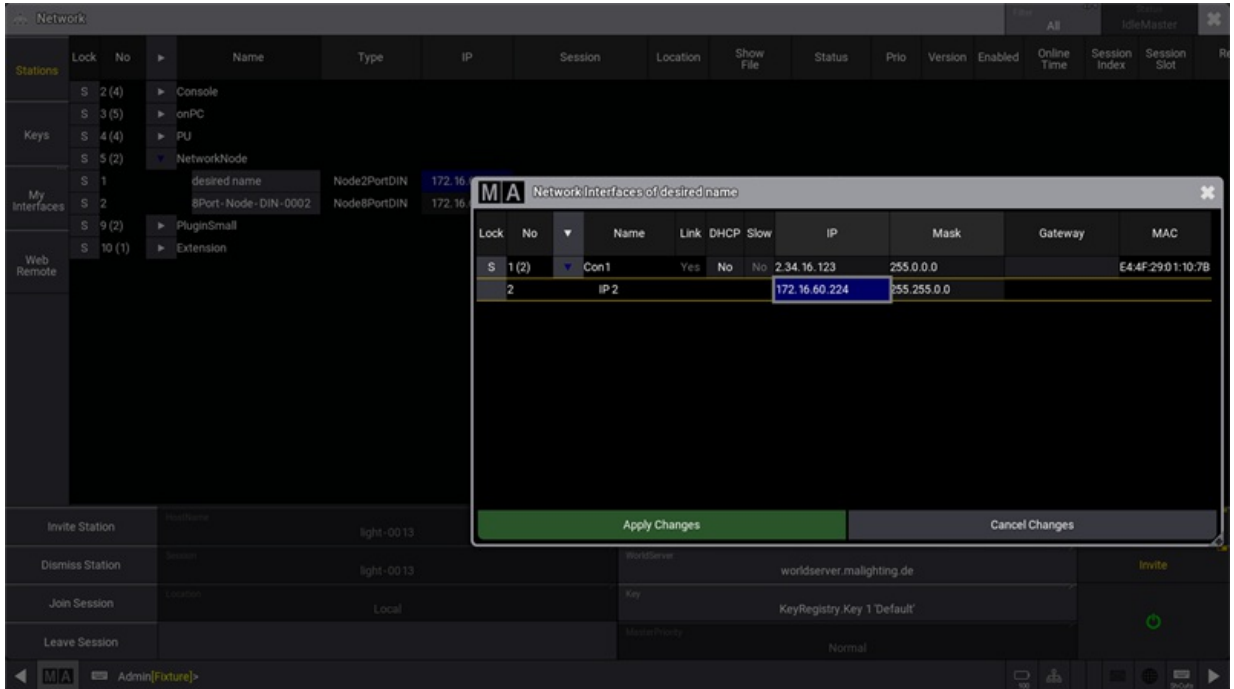 Network
All
IdleMaster
Stations
Lock No Name Type IP Session Location Show File Status Prio Version Enabled Online Time Session Index Session Slot Re
S 2 (4) Console
S 3 (5) onPC
Keys S 4 (4) PU
S 5 (2) NetworkNode
S 1 desired name Node2PortDIN 172.16.
My Interfaces S 2 8Port-Node-DIN-0002 Node8PortDIN 172.16.
S 9 (2) PluginSmall
S 10 (1) Extension
Web Remote
MA Network Interfaces of desired name
Lock No Name Link DHCP Slow IP Mask Gateway MAC
S 1 (2) Con1 Yes No No 2.34.16.123 255.0.0.0 E4:4F:29:01:10:7B
2 IP 2 172.16.60.224 255.255.0.0
Apply Changes Cancel Changes
Invite Station HostName light-0013
Dismiss Station Session light-0013 WorldServer worldserver.malighting.de Invite
Join Session Location Local Key KeyRegistry.Key 1 'Default'
Leave Session MasterPriority Normal
MA Admin[Fixture]> 100 ShCuts